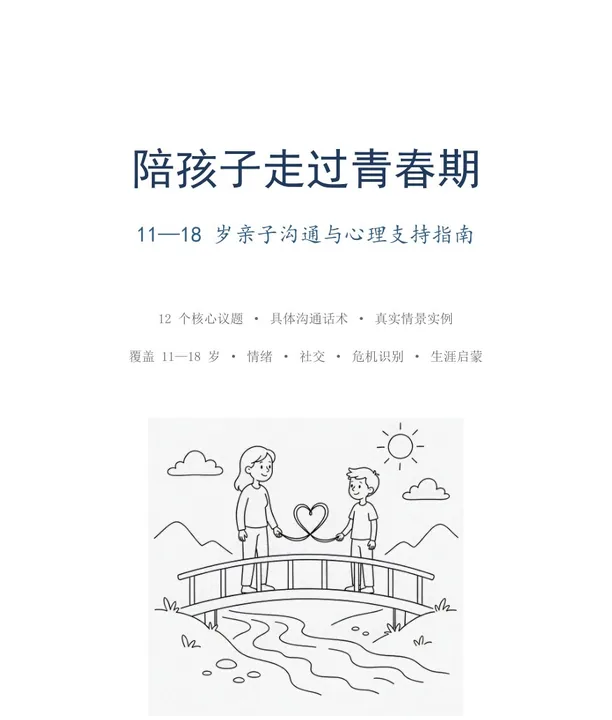 陪孩子走过青春期
11—18 岁亲子沟通与心理支持指南
12 个核心议题 • 具体沟通话术 • 真实情景实例
覆盖 11—18 岁 • 情绪 • 社交 • 危机识别 • 生涯启蒙